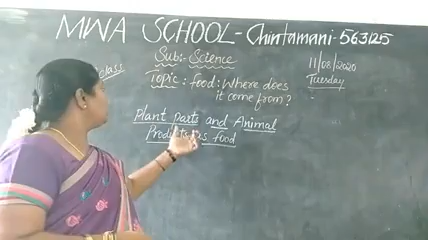 MWA SCHOOL - Chintamani - 563125
Sub: Science
11/08/2020
Tuesday
class
Topic : Food : Where does
it come from?
Plant parts and Animal
Products as food